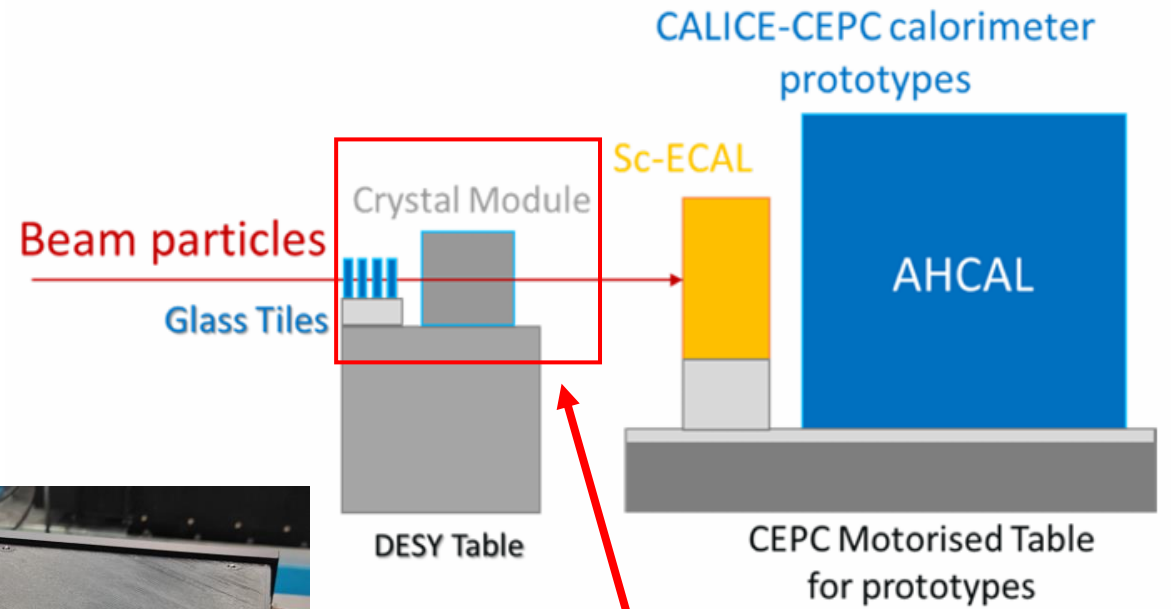 CALICE-CEPC calorimeter
prototypes
Sc-ECAL
Crystal Module
Beam particles
AHCAL
Glass Tiles
DESY Table
CEPC Motorised Table
for prototypes